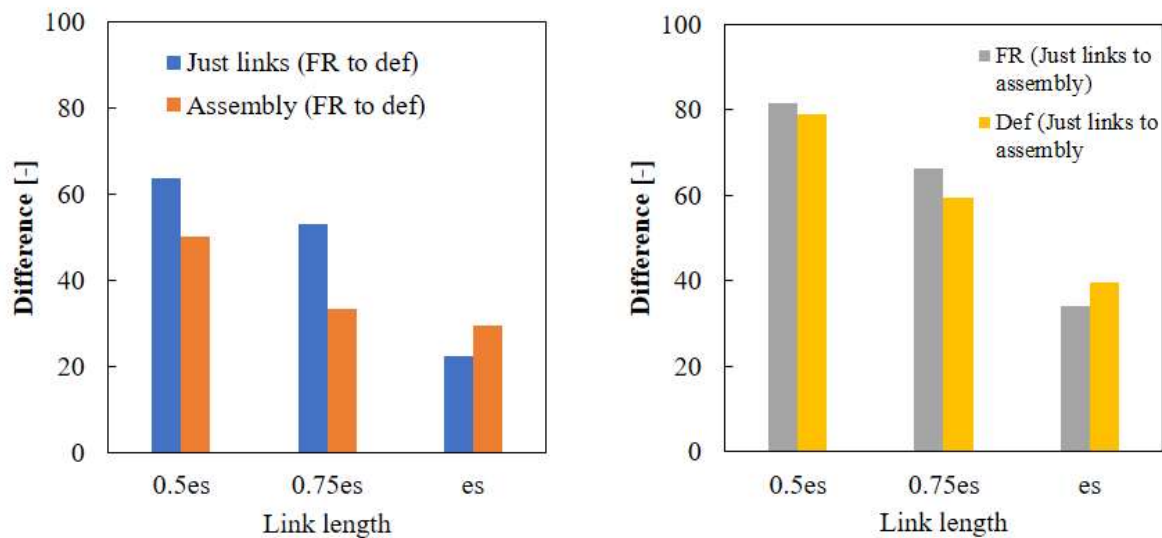 100
80
60
40
20
0
Difference [-]
Just links (FR to def)
Assembly (FR to def)
0.5es
0.75es
es
Link length
100
80
60
40
20
0
Difference [-]
FR (Just links to
assembly)
Def (Just links to
assembly
0.5es
0.75es
es
Link length